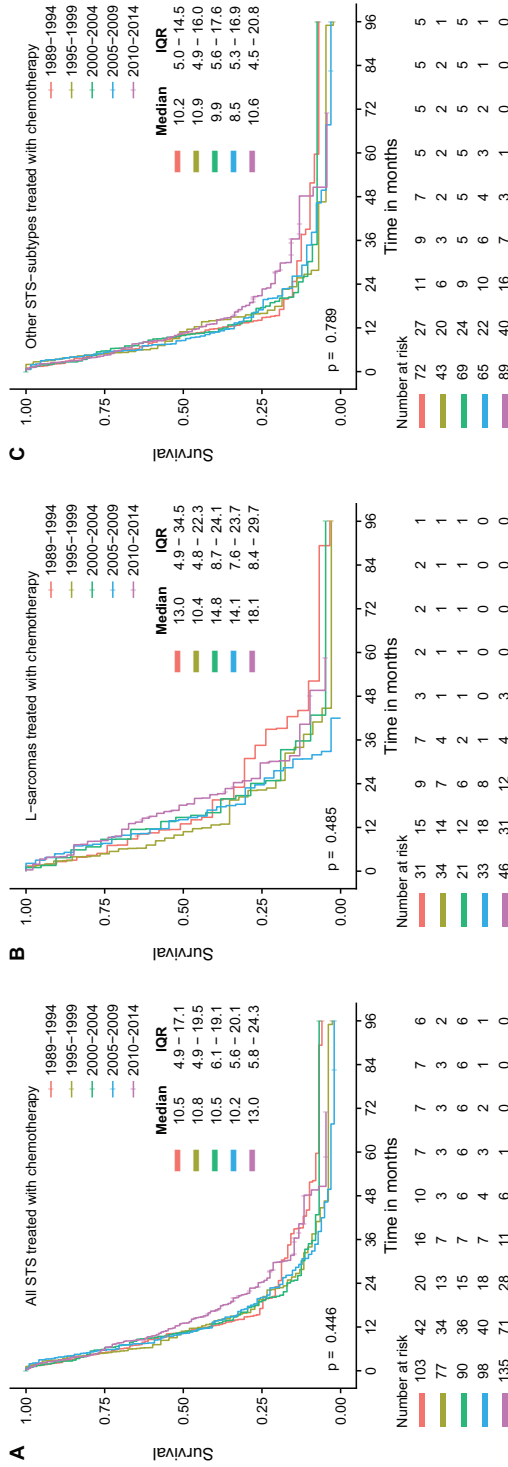 A
All STS treated with chemotherapy
1989−1994
1995−1999
2000−2004
2005−2009
2010−2014
Median IQR
10.5 4.9 − 17.1
10.8 4.9 − 19.5
10.5 6.1 − 19.1
10.2 5.6 − 20.1
13.0 5.8 − 24.3
Survival
1.00
0.75
0.50
0.25
0.00
p = 0.446
0 12 24 36 48 60 72 84 96
Time in months
Number at risk
103 42 20 16 10 7 7 7 6
77 34 13 7 3 3 3 3 2
90 36 15 7 6 6 6 6 6
98 40 18 7 4 3 2 1 1
135 71 28 11 6 1 0 0 0
B
L−sarcomas treated with chemotherapy
1989−1994
1995−1999
2000−2004
2005−2009
2010−2014
Median IQR
13.0 4.9 − 34.5
10.4 4.8 − 22.3
14.8 8.7 − 24.1
14.1 7.6 − 23.7
18.1 8.4 − 29.7
Survival
1.00
0.75
0.50
0.25
0.00
p = 0.485
0 12 24 36 48 60 72 84 96
Time in months
Number at risk
31 15 9 7 3 2 2 2 1
34 14 7 4 1 1 1 1 1
21 12 6 2 1 1 1 1 1
33 18 8 1 0 0 0 0 0
46 31 12 4 3 0 0 0 0
C
Other STS−subtypes treated with chemotherapy
1989−1994
1995−1999
2000−2004
2005−2009
2010−2014
Median IQR
10.2 5.0 − 14.5
10.9 4.9 − 16.0
9.9 5.6 − 17.6
8.5 5.3 − 16.9
10.6 4.5 − 20.8
Survival
1.00
0.75
0.50
0.25
0.00
p = 0.789
0 12 24 36 48 60 72 84 96
Time in months
Number at risk
72 27 11 9 7 5 5 5 5
43 20 6 3 2 2 2 2 1
69 24 9 5 5 5 5 5 5
65 22 10 6 4 3 2 1 1
89 40 16 7 3 1 0 0 0